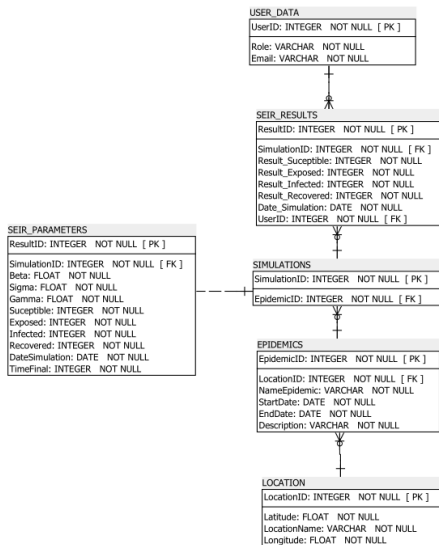 USER_DATA
UserID: INTEGER NOT NULL [ PK ]
Role: VARCHAR NOT NULL
Email: VARCHAR NOT NULL
SEIR_RESULTS
ResultID: INTEGER NOT NULL [ PK ]
SimulationID: INTEGER NOT NULL [ FK ]
Result_Suceptible: INTEGER NOT NULL
Result_Exposed: INTEGER NOT NULL
Result_Infected: INTEGER NOT NULL
Result_Recovered: INTEGER NOT NULL
Date_Simulation: DATE NOT NULL
UserID: INTEGER NOT NULL [ FK ]
SEIR_PARAMETERS
ResultID: INTEGER NOT NULL [ PK ]
SimulationID: INTEGER NOT NULL [ FK ]
Beta: FLOAT NOT NULL
Sigma: FLOAT NOT NULL
Gamma: FLOAT NOT NULL
Suceptible: INTEGER NOT NULL
Exposed: INTEGER NOT NULL
Infected: INTEGER NOT NULL
Recovered: INTEGER NOT NULL
DateSimulation: DATE NOT NULL
TimeFinal: INTEGER NOT NULL
SIMULATIONS
SimulationID: INTEGER NOT NULL [ PK ]
EpidemicID: INTEGER NOT NULL [ FK ]
EPIDEMICS
EpidemicID: INTEGER NOT NULL [ PK ]
LocationID: INTEGER NOT NULL [ FK ]
NameEpidemic: VARCHAR NOT NULL
StartDate: DATE NOT NULL
EndDate: DATE NOT NULL
Description: VARCHAR NOT NULL
LOCATION
LocationID: INTEGER NOT NULL [ PK ]
Latitude: FLOAT NOT NULL
LocationName: VARCHAR NOT NULL
Longitude: FLOAT NOT NULL